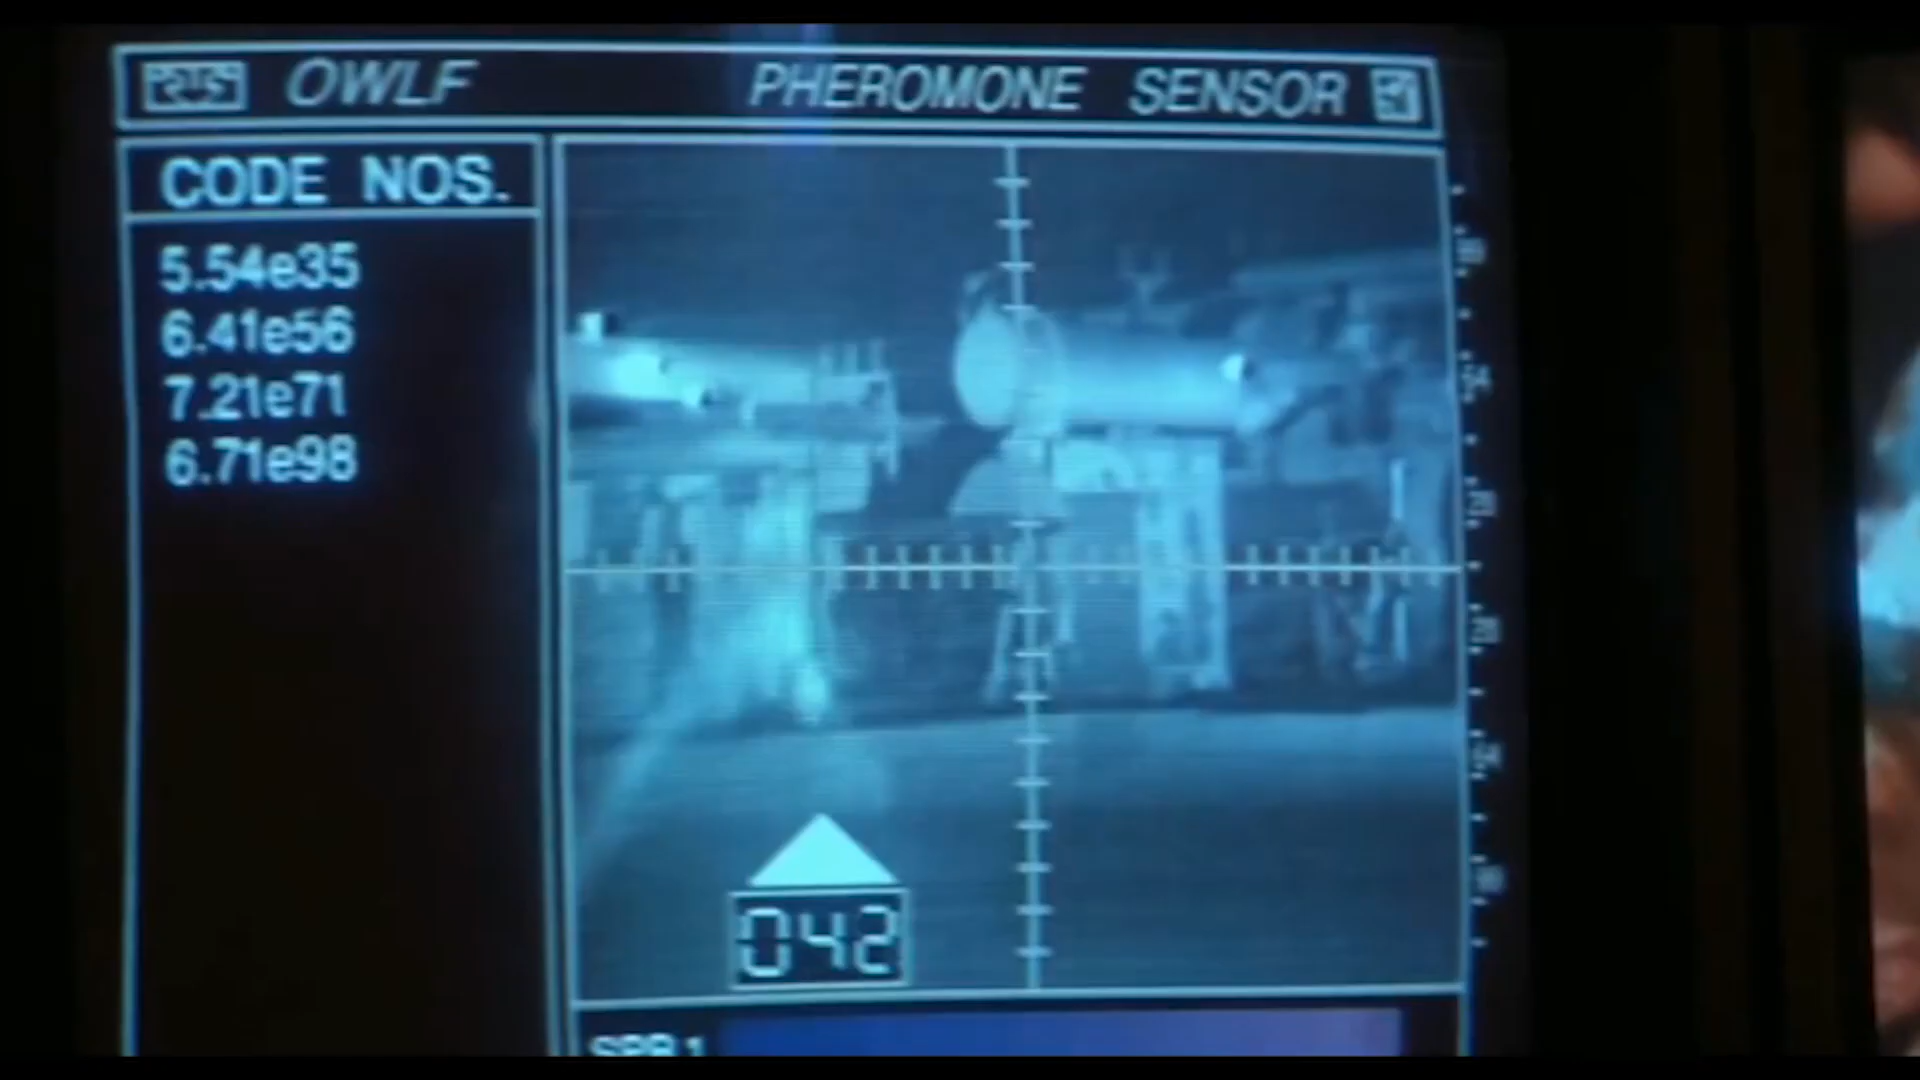 OWLF PHEROMONE SENSOR
CODE NOS.
5.54e35
6.41e56
7.21e71
6.71e98
042